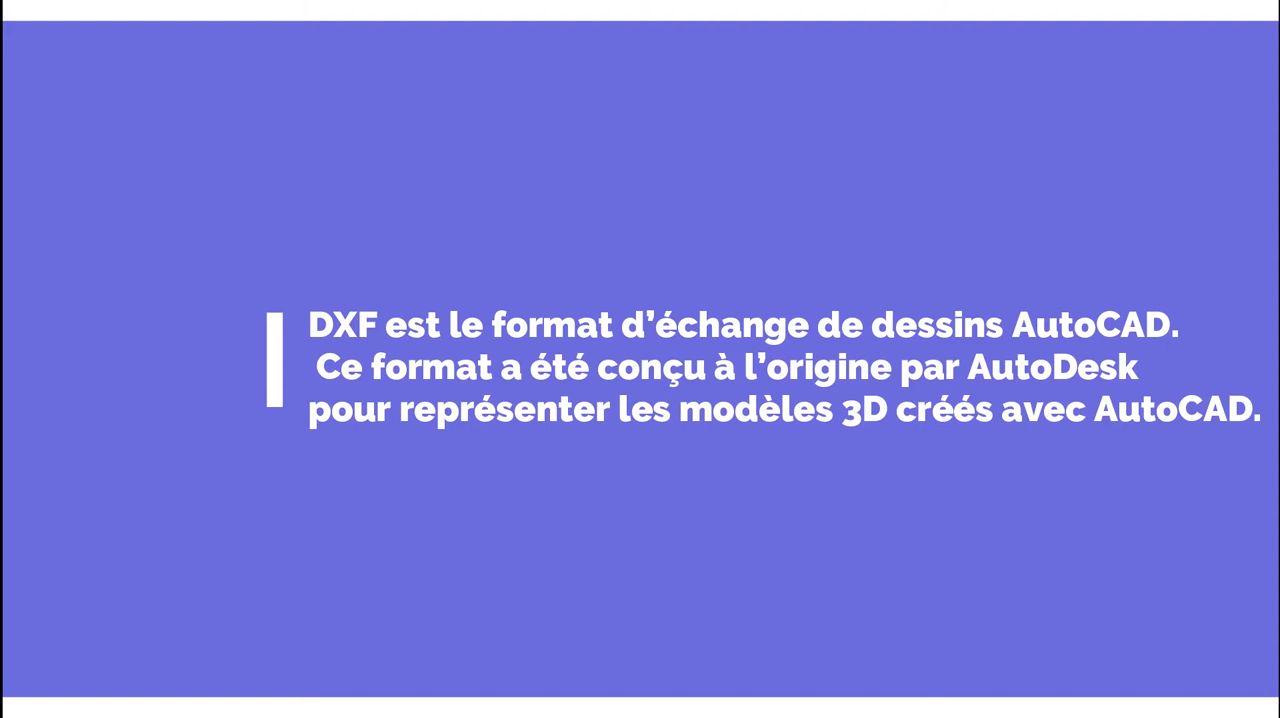 DXF est le format d’échange de dessins AutoCAD.
Ce format a été conçu à l’origine par AutoDesk
pour représenter les modèles 3D créés avec AutoCAD.